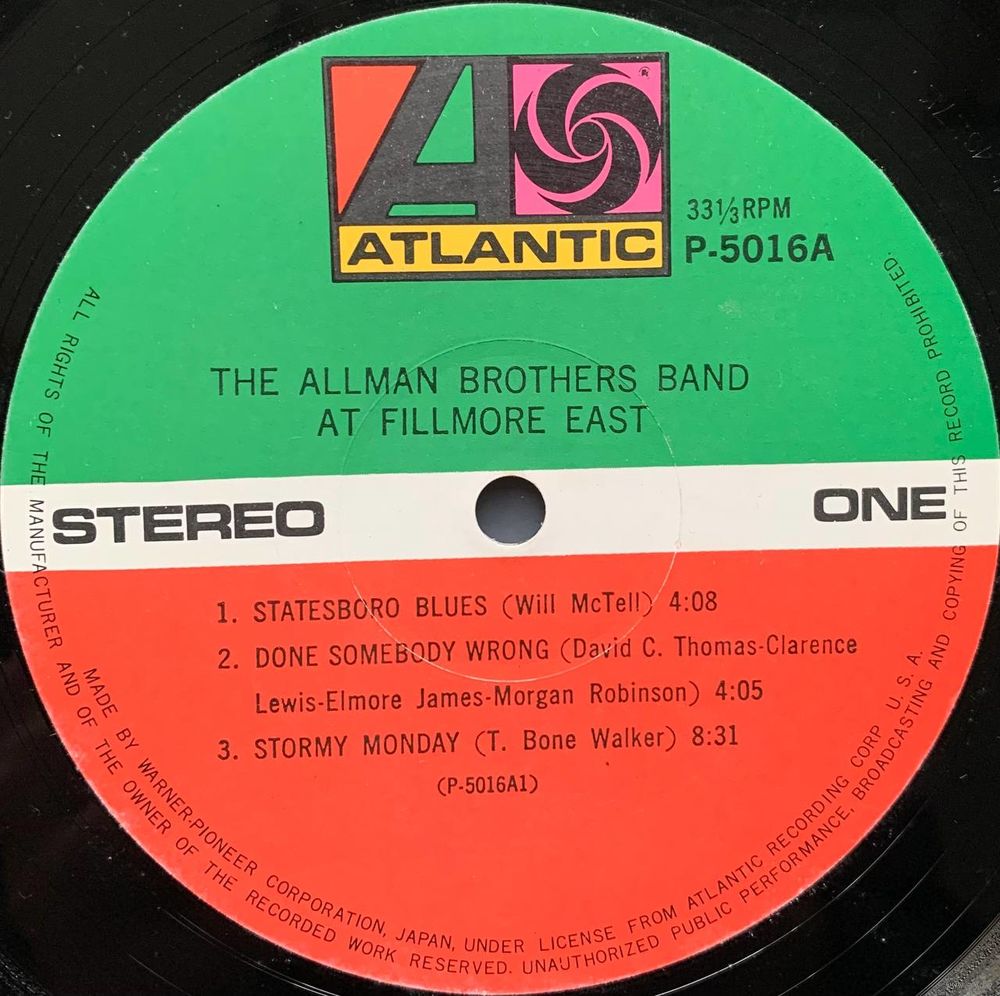 ATLANTIC
®
33⅓ RPM
P-5016A
THE ALLMAN BROTHERS BAND
AT FILLMORE EAST
STEREO
ONE
1. STATESBORO BLUES (Will McTell) 4:08
2. DONE SOMEBODY WRONG (David C. Thomas-Clarence
Lewis-Elmore James-Morgan Robinson) 4:05
3. STORMY MONDAY (T. Bone Walker) 8:31
(P-5016A1)
MADE BY WARNER-PIONEER CORPORATION, JAPAN, UNDER LICENSE FROM ATLANTIC RECORDING CORP. U. S. A.
ALL RIGHTS OF THE MANUFACTURER AND OF THE OWNER OF THE RECORDED WORK RESERVED. UNAUTHORIZED PUBLIC PERFORMANCE, BROADCASTING AND COPYING OF THIS RECORD PROHIBITED.